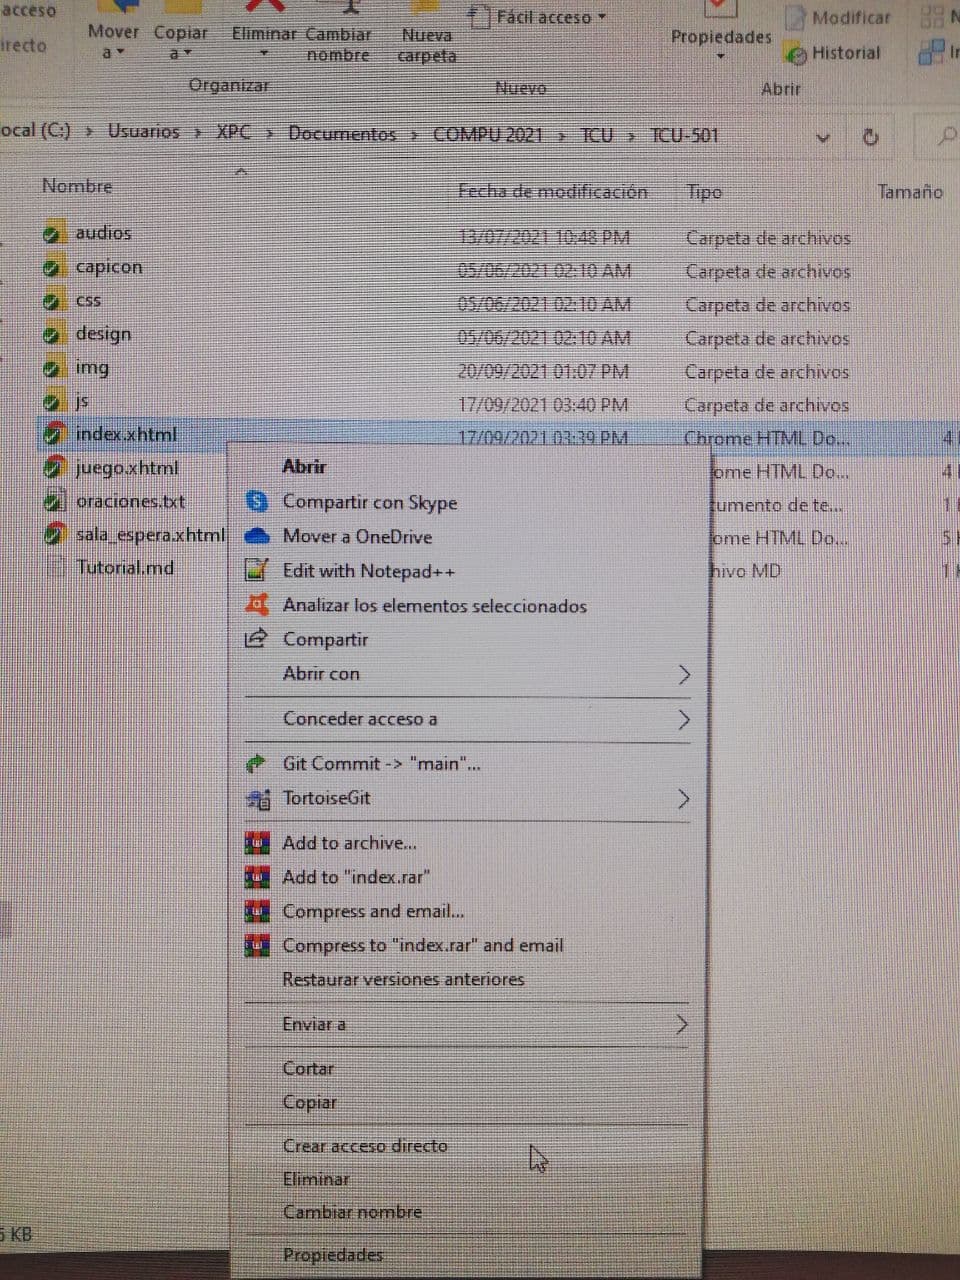 acceso
irecto
Mover a
Copiar a
Eliminar
Cambiar nombre
Nueva carpeta
Fácil acceso
Propiedades
Modificar
Historial
Organizar
Nuevo
Abrir
ocal (C:) > Usuarios > XPC > Documentos > COMPU 2021 > TCU > TCU-501
Nombre Fecha de modificación Tipo Tamaño
audios 13/07/2021 10:48 PM Carpeta de archivos
capicon 05/06/2021 02:10 AM Carpeta de archivos
css 05/06/2021 02:10 AM Carpeta de archivos
design 05/06/2021 02:10 AM Carpeta de archivos
img 20/09/2021 01:07 PM Carpeta de archivos
js 17/09/2021 03:40 PM Carpeta de archivos
index.xhtml 17/09/2021 03:39 PM Chrome HTML Do... 4
juego.xhtml ome HTML Do... 4
oraciones.txt umento de te... 1
sala_espera.xhtml ome HTML Do... 5
Tutorial.md hivo MD 1
Abrir
Compartir con Skype
Mover a OneDrive
Edit with Notepad++
Analizar los elementos seleccionados
Compartir
Abrir con
Conceder acceso a
Git Commit -> "main"...
TortoiseGit
Add to archive...
Add to "index.rar"
Compress and email...
Compress to "index.rar" and email
Restaurar versiones anteriores
Enviar a
Cortar
Copiar
Crear acceso directo
Eliminar
Cambiar nombre
Propiedades
KB